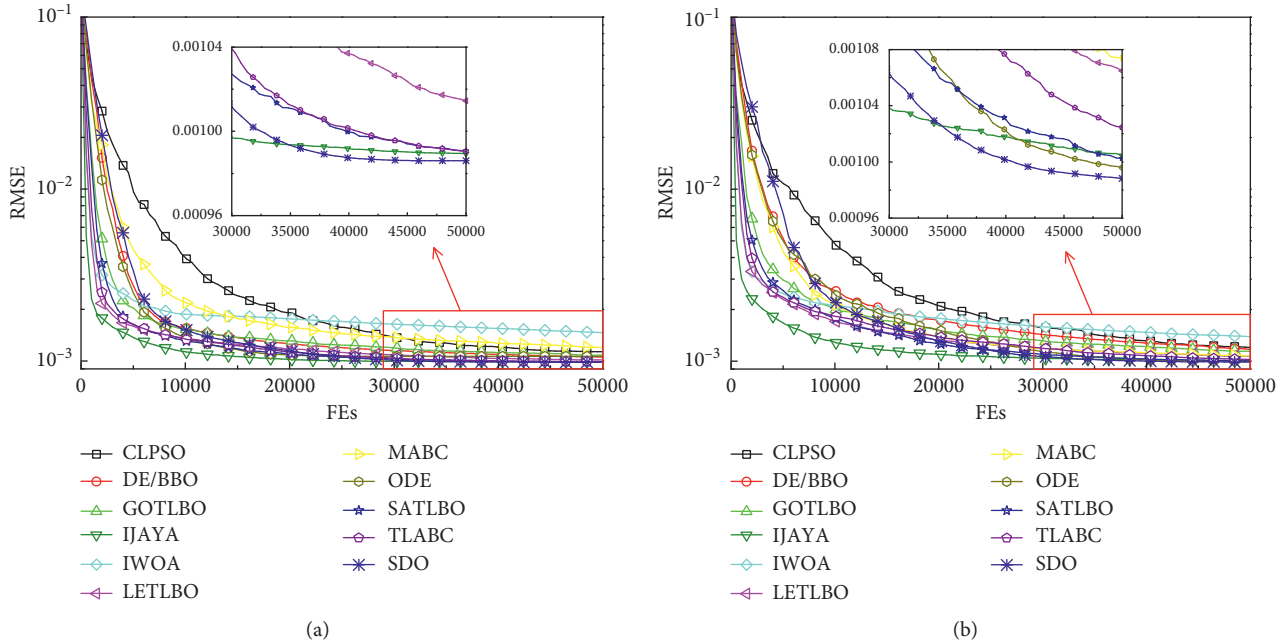 (a)
10⁻¹
10⁻²
10⁻³
RMSE
0.00104
0.00100
0.00096
30000 35000 40000 45000 50000
0 10000 20000 30000 40000 50000
FEs
CLPSO
DE/BBO
GOTLBO
IJAYA
IWOA
LETLBO
MABC
ODE
SATLBO
TLABC
SDO
(a)
(b)
10⁻¹
10⁻²
10⁻³
RMSE
0.00108
0.00104
0.00100
0.00096
30000 35000 40000 45000 50000
0 10000 20000 30000 40000 50000
FEs
CLPSO
DE/BBO
GOTLBO
IJAYA
IWOA
LETLBO
MABC
ODE
SATLBO
TLABC
SDO
(b)